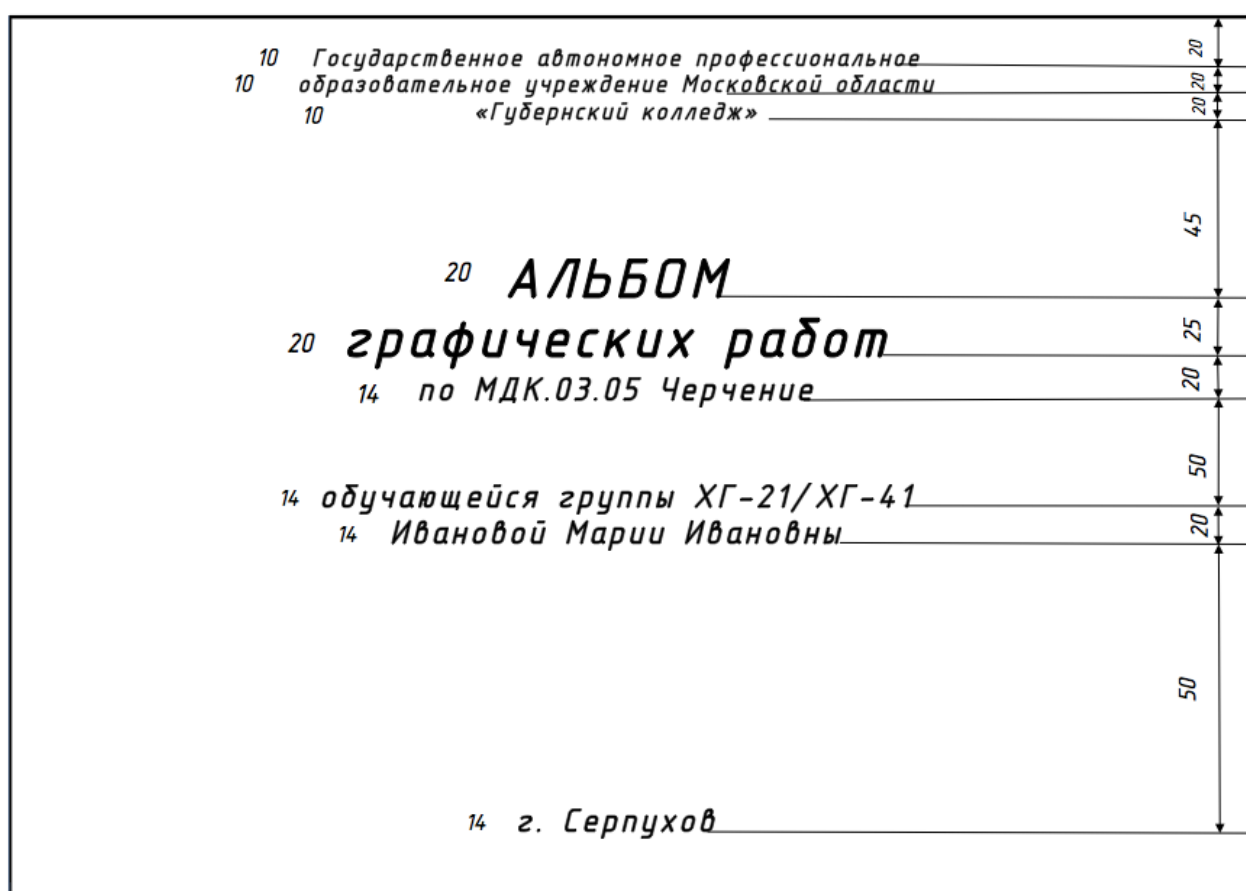 10 Государственное автономное профессиональное 20
10 образовательное учреждение Московской области 20
10 «Губернский колледж» 20
45
20 АЛЬБОМ
20 графических работ 25
14 по МДК.03.05 Черчение 20
50
14 обучающейся группы ХГ-21/ХГ-41
14 Ивановой Марии Ивановны 20
50
14 г. Серпухов